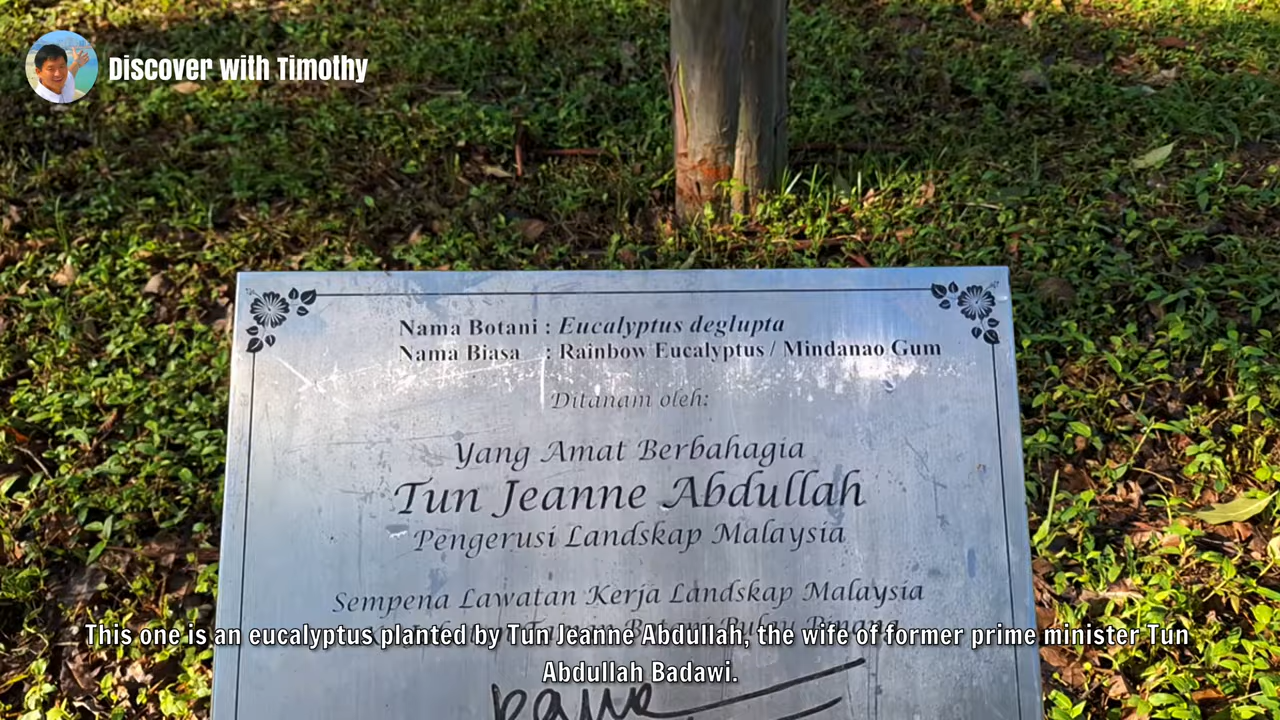 Discover with Timothy
Nama Botani : Eucalyptus deglupta
Nama Biasa : Rainbow Eucalyptus / Mindanao Gum
Ditanam oleh:
Yang Amat Berbahagia
Tun Jeanne Abdullah
Pengerusi Landskap Malaysia
Sempena Lawatan Kerja Landskap Malaysia
This one is an eucalyptus planted by Tun Jeanne Abdullah, the wife of former prime minister Tun
Abdullah Badawi.